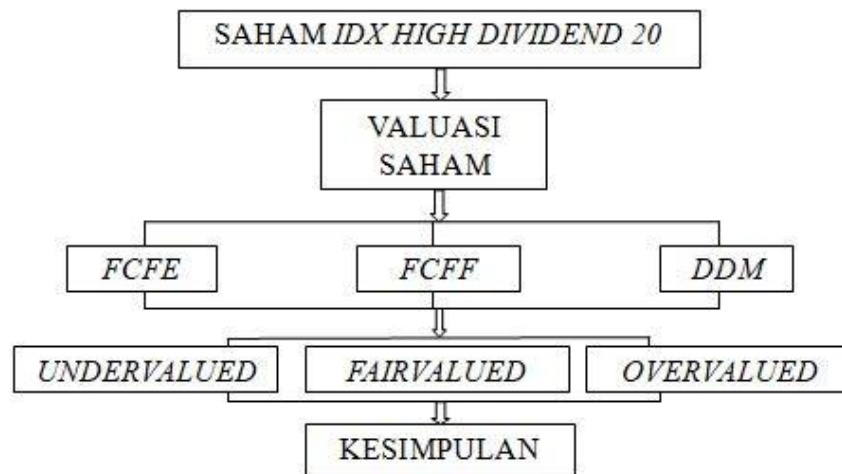 SAHAM IDX HIGH DIVIDEND 20
VALUASI
SAHAM
FCFE
FCFF
DDM
UNDERVALUED
FAIRVALUED
OVERVALUED
KESIMPULAN